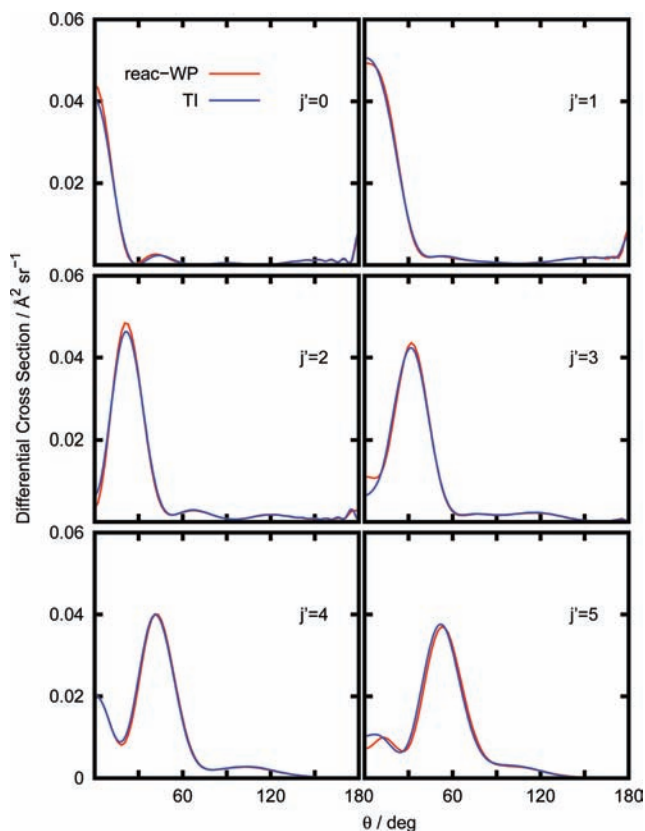 0.06
reac−WP
TI
0.04
j'=0
j'=1
0.02
Differential Cross Section / Å² sr⁻¹
0.06
0.04
j'=2
j'=3
0.02
0.06
0.04
j'=4
j'=5
0.02
0
60
120
180
60
120
180
θ / deg